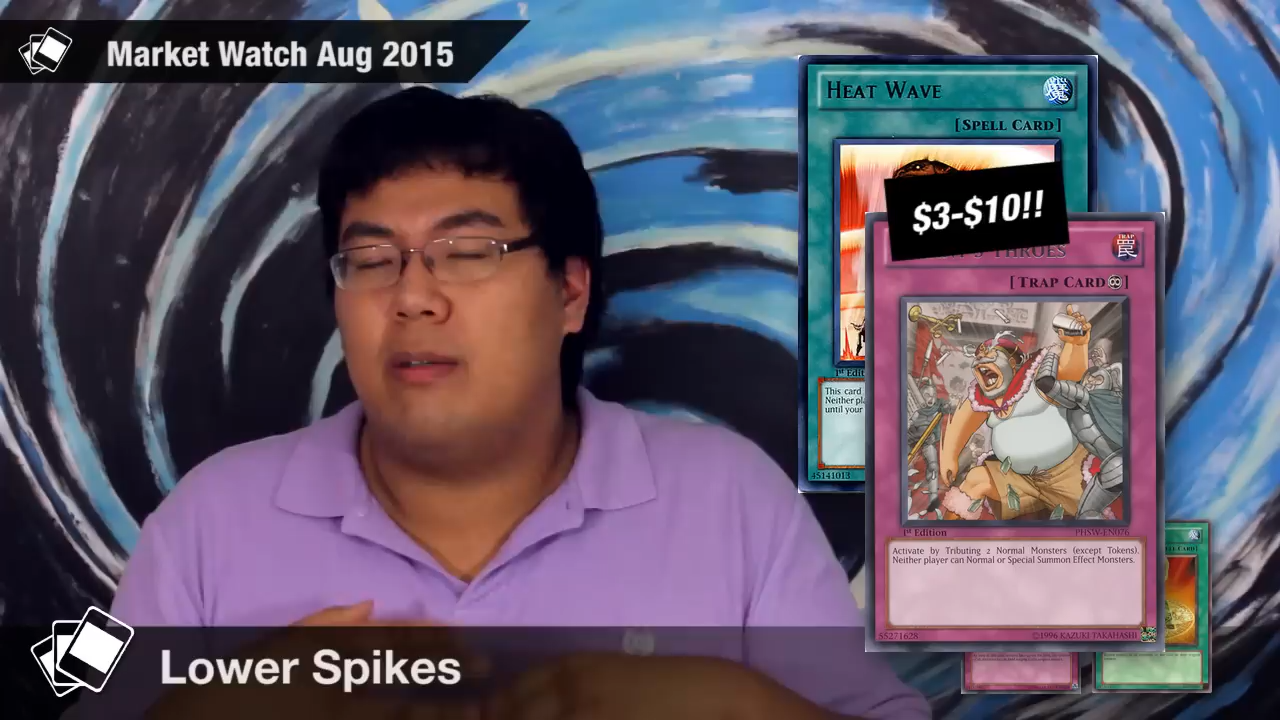 Market Watch Aug 2015
HEAT WAVE
[SPELL CARD]
$3-$10!!
THROES
[TRAP CARD]
1st Edit
This card
Neither pl
until your
45141013
1st Edition
PHSW-EN076
Activate by Tributing 2 Normal Monsters (except Tokens).
Neither player can Normal or Special Summon Effect Monsters.
55271628
©1996 KAZUKI TAKAHASHI
Lower Spikes